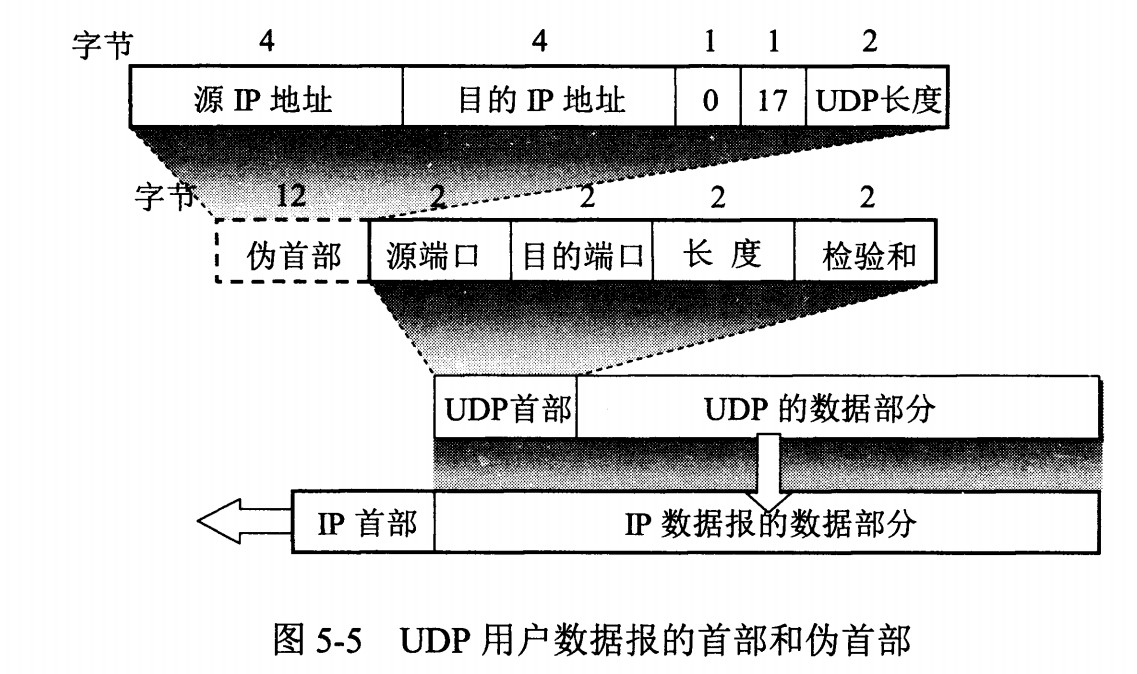 字节 4 4 1 1 2
源 IP 地址 目的 IP 地址 0 17 UDP长度
字节 12 2 2 2 2
伪首部 源端口 目的端口 长 度 检验和
UDP首部 UDP 的数据部分
IP 首部 IP 数据报的数据部分
图 5-5 UDP 用户数据报的首部和伪首部